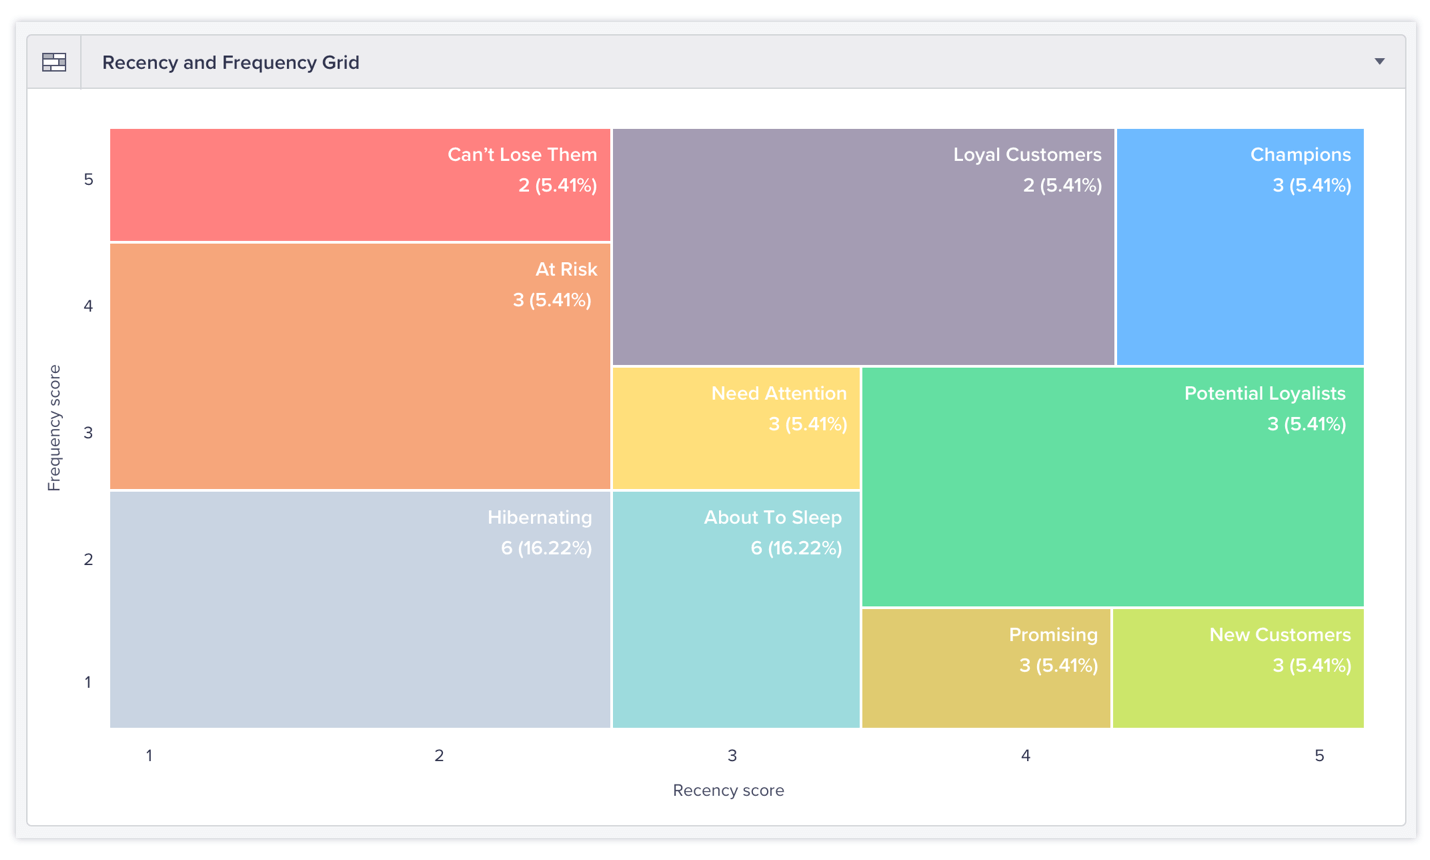 Recency and Frequency Grid
Can’t Lose Them
2 (5.41%)
Loyal Customers
2 (5.41%)
Champions
3 (5.41%)
At Risk
3 (5.41%)
Need Attention
3 (5.41%)
Potential Loyalists
3 (5.41%)
Hibernating
6 (16.22%)
About To Sleep
6 (16.22%)
Promising
3 (5.41%)
New Customers
3 (5.41%)
Frequency score
5
4
3
2
1
1
2
3
4
5
Recency score